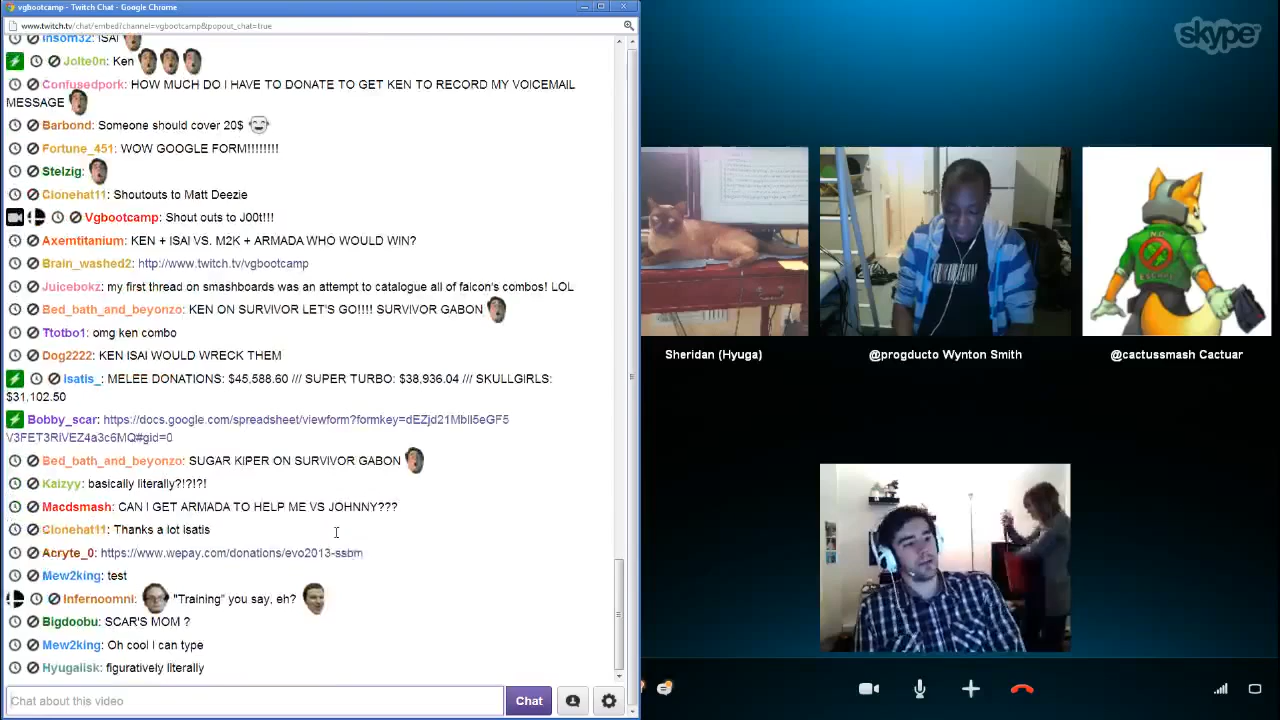 vgbootcamp - Twitch Chat - Google Chrome
www.twitch.tv/chat/embed?channel=vgbootcamp&popout_chat=true
insom32: ISAI
Jolte0n: Ken
Confusedpork: HOW MUCH DO I HAVE TO DONATE TO GET KEN TO RECORD MY VOICEMAIL
MESSAGE
Barbond: Someone should cover 20$
Fortune_451: WOW GOOGLE FORM!!!!!!!!
Stelzig:
Clonehat11: Shoutouts to Matt Deezie
Vgbootcamp: Shout outs to J00t!!!
Axemtitanium: KEN + ISAI VS. M2K + ARMADA WHO WOULD WIN?
Brain_washed2: http://www.twitch.tv/vgbootcamp
Juicebokz: my first thread on smashboards was an attempt to catalogue all of falcon's combos! LOL
Bed_bath_and_beyonzo: KEN ON SURVIVOR LET'S GO!!!! SURVIVOR GABON
Ttotbo1: omg ken combo
Dog2222: KEN ISAI WOULD WRECK THEM
Isatis_: MELEE DONATIONS: $45,588.60 /// SUPER TURBO: $38,936.04 /// SKULLGIRLS:
$31,102.50
Bobby_scar: https://docs.google.com/spreadsheet/viewform?formkey=dEZjd21Mbll5eGF5
V3FET3RIVEZ4a3c6MQ#gid=0
Bed_bath_and_beyonzo: SUGAR KIPER ON SURVIVOR GABON
Kaizyy: basically literally?!?!?!
Macdsmash: CAN I GET ARMADA TO HELP ME VS JOHNNY???
Clonehat11: Thanks a lot isatis
Acryte_0: https://www.wepay.com/donations/evo2013-ssbm
Mew2king: test
Infernoomni: "Training" you say, eh?
Bigdoobu: SCAR'S MOM ?
Mew2king: Oh cool I can type
Hyugalisk: figuratively literally
Chat about this video
Chat
skype
NO
ESCAPE
Sheridan (Hyuga)
@progducto Wynton Smith
@cactussmash Cactuar